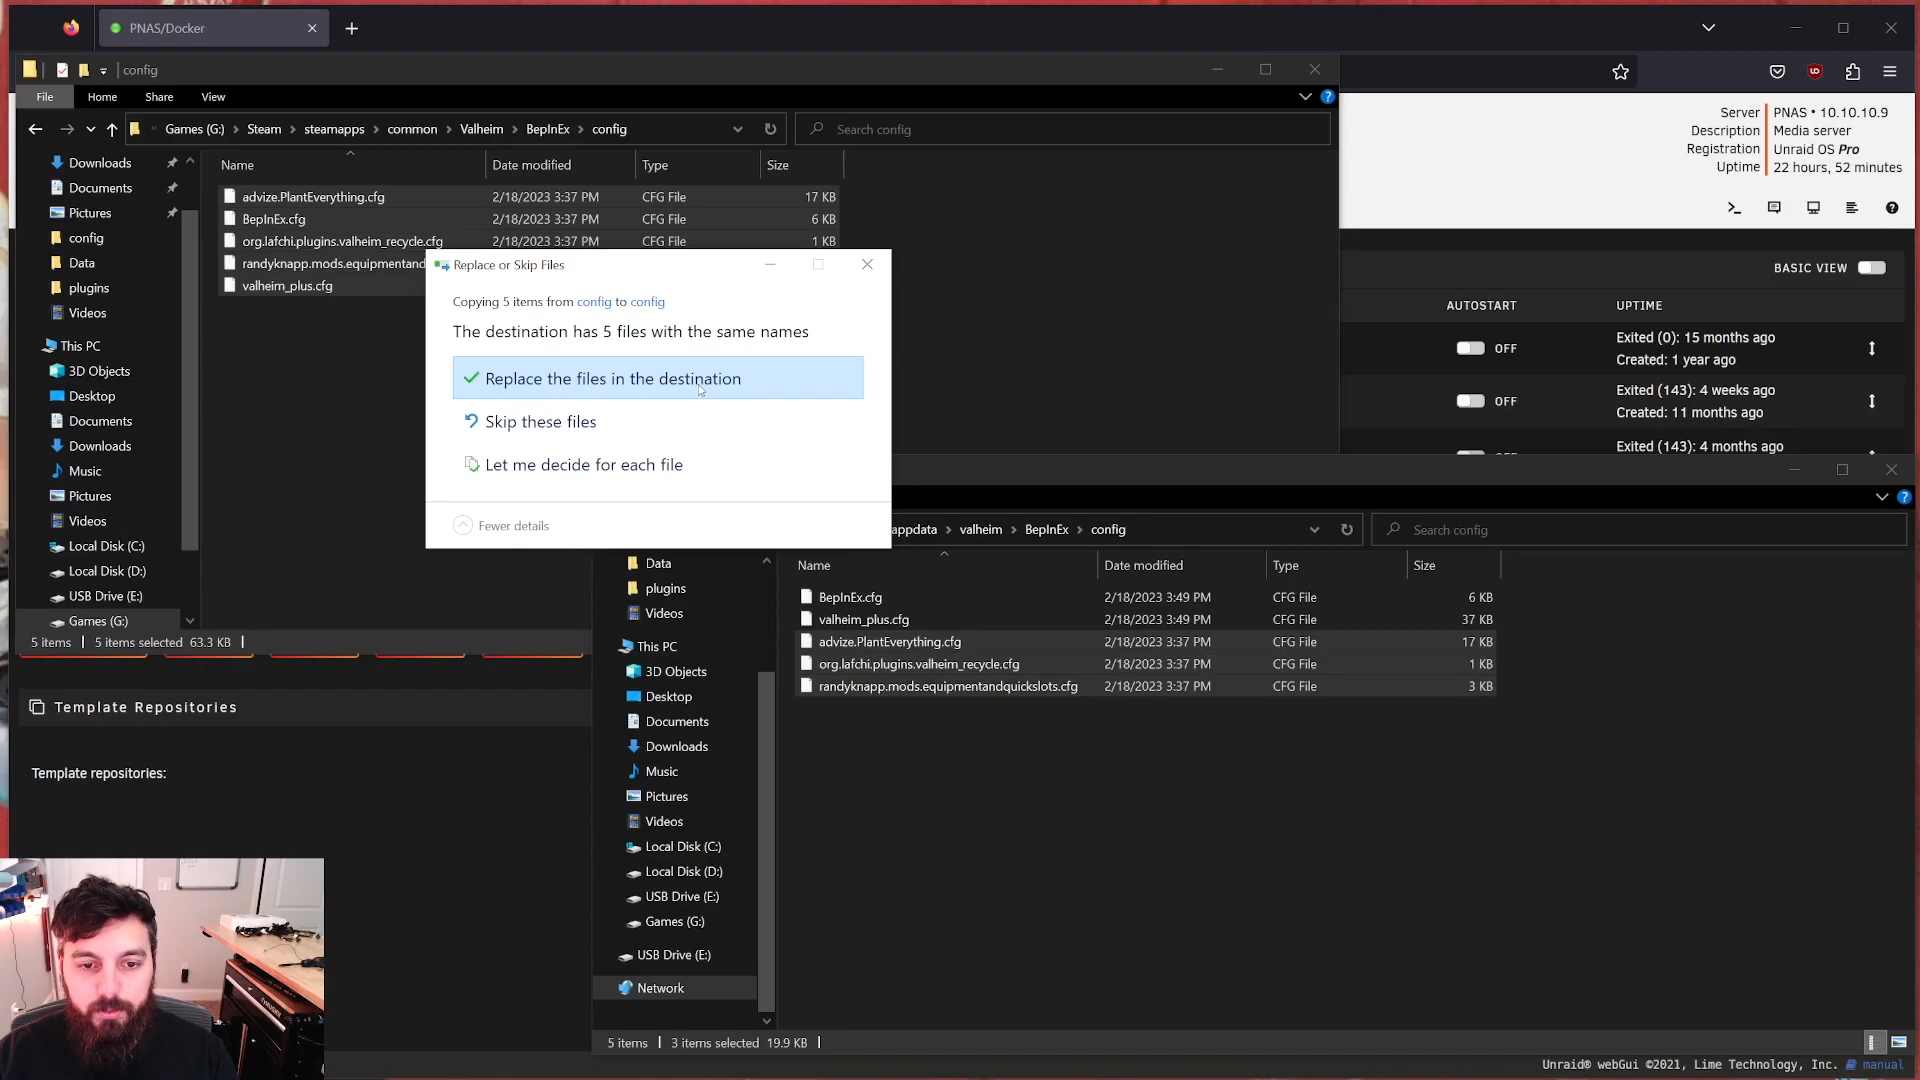 PNAS/Docker
config
File
Home
Share
View
Games (G:)
Steam
steamapps
common
Valheim
BepInEx
config
Search config
Name
Date modified
Type
Size
Downloads
Documents
Pictures
config
Data
plugins
Videos
This PC
3D Objects
Desktop
Documents
Downloads
Music
Pictures
Videos
Local Disk (C:)
Local Disk (D:)
USB Drive (E:)
Games (G:)
advize.PlantEverything.cfg 2/18/2023 3:37 PM CFG File 17 KB
BepInEx.cfg 2/18/2023 3:37 PM CFG File 6 KB
org.lafchi.plugins.valheim_recycle.cfg 2/18/2023 3:37 PM CFG File 1 KB
randyknapp.mods.equipmentand
valheim_plus.cfg
5 items
5 items selected 63.3 KB
Replace or Skip Files
Copying 5 items from config to config
The destination has 5 files with the same names
Replace the files in the destination
Skip these files
Let me decide for each file
Fewer details
Server PNAS • 10.10.10.9
Description Media server
Registration Unraid OS Pro
Uptime 22 hours, 52 minutes
BASIC VIEW
AUTOSTART
UPTIME
OFF
Exited (0): 15 months ago
Created: 1 year ago
OFF
Exited (143): 4 weeks ago
Created: 11 months ago
Exited (143): 4 months ago
appdata
valheim
BepInEx
config
Search config
Name
Date modified
Type
Size
Data
plugins
Videos
This PC
3D Objects
Desktop
Documents
Downloads
Music
Pictures
Videos
Local Disk (C:)
Local Disk (D:)
USB Drive (E:)
Games (G:)
USB Drive (E:)
Network
BepInEx.cfg 2/18/2023 3:49 PM CFG File 6 KB
valheim_plus.cfg 2/18/2023 3:49 PM CFG File 37 KB
advize.PlantEverything.cfg 2/18/2023 3:37 PM CFG File 17 KB
org.lafchi.plugins.valheim_recycle.cfg 2/18/2023 3:37 PM CFG File 1 KB
randyknapp.mods.equipmentandquickslots.cfg 2/18/2023 3:37 PM CFG File 3 KB
5 items
3 items selected 19.9 KB
Template Repositories
Template repositories:
Unraid® webGui ©2021, Lime Technology, Inc. manual